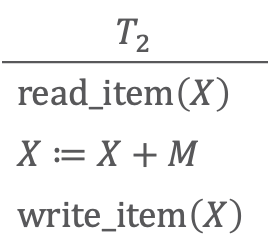 T₂
read_item(X)
X := X + M
write_item(X)